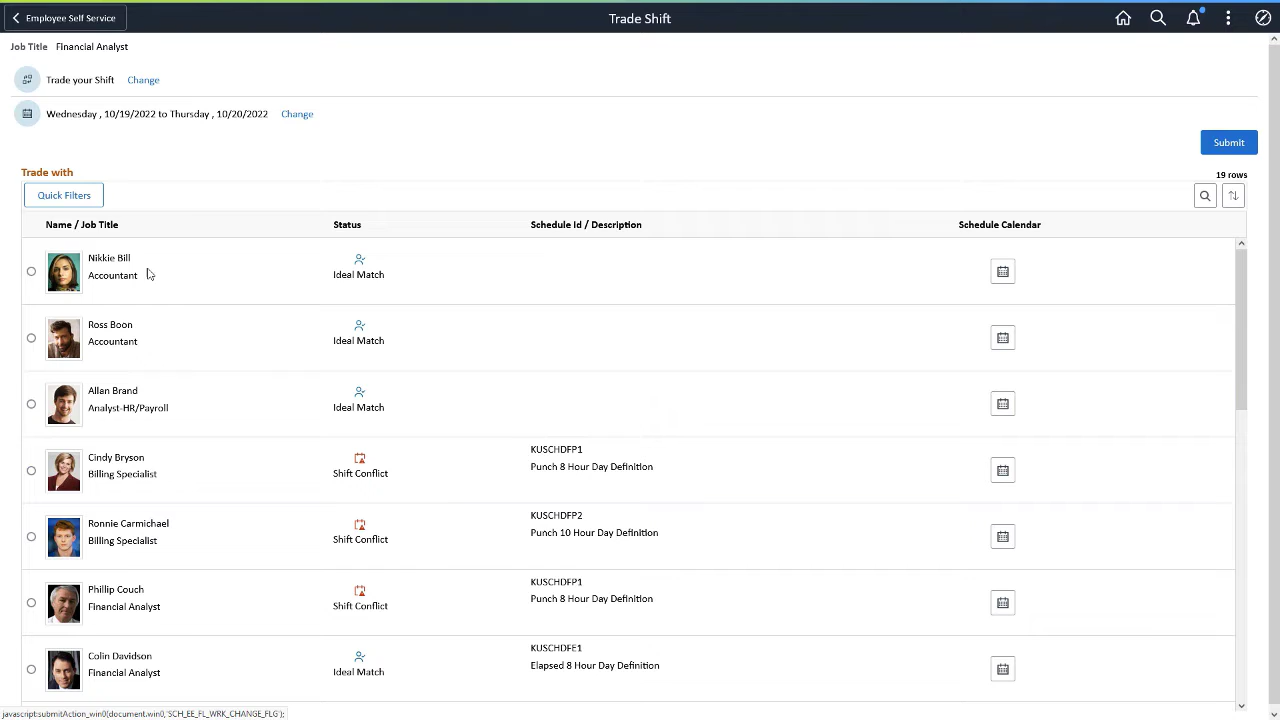 Employee Self Service
Trade Shift
Job Title Financial Analyst
Trade your Shift Change
Wednesday , 10/19/2022 to Thursday , 10/20/2022 Change
Submit
Trade with
19 rows
Quick Filters
Name / Job Title Status Schedule Id / Description Schedule Calendar
Nikkie Bill
Accountant
Ideal Match
Ross Boon
Accountant
Ideal Match
Allan Brand
Analyst-HR/Payroll
Ideal Match
Cindy Bryson
Billing Specialist
Shift Conflict
KUSCHDFP1
Punch 8 Hour Day Definition
Ronnie Carmichael
Billing Specialist
Shift Conflict
KUSCHDFP2
Punch 10 Hour Day Definition
Phillip Couch
Financial Analyst
Shift Conflict
KUSCHDFP1
Punch 8 Hour Day Definition
Colin Davidson
Financial Analyst
Ideal Match
KUSCHDFE1
Elapsed 8 Hour Day Definition
javascript:submitAction_win0(document.win0,'SCH_EE_FL_WRK_CHANGE_FLG');